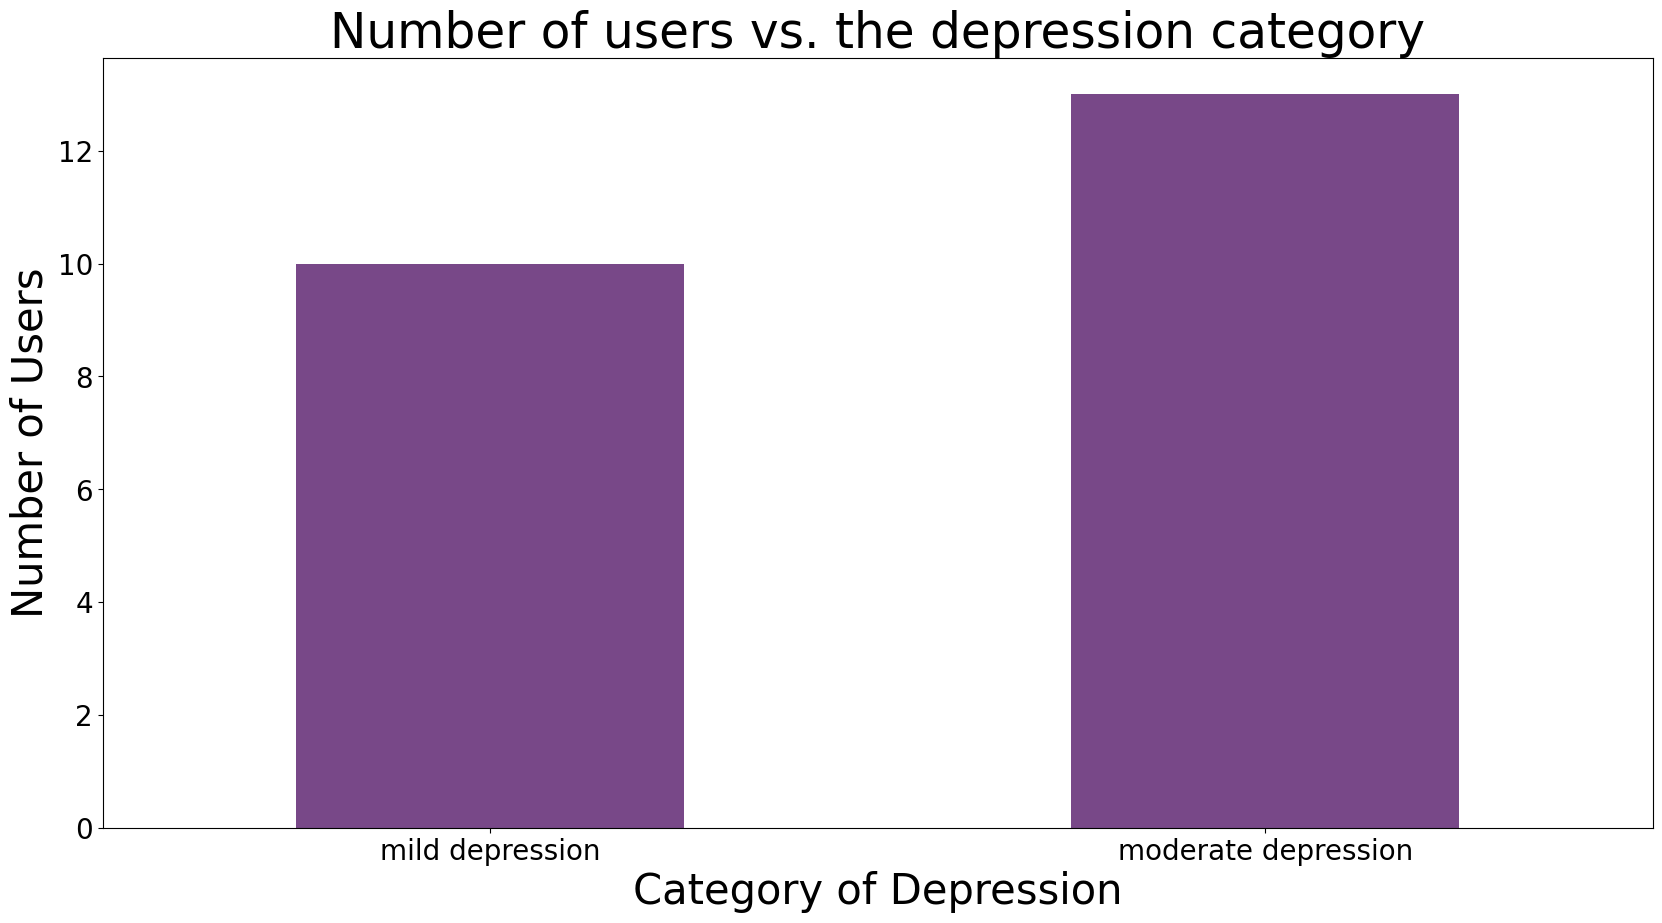 Number of users vs. the depression category
Number of Users
12
10
8
6
4
2
0
mild depression
moderate depression
Category of Depression